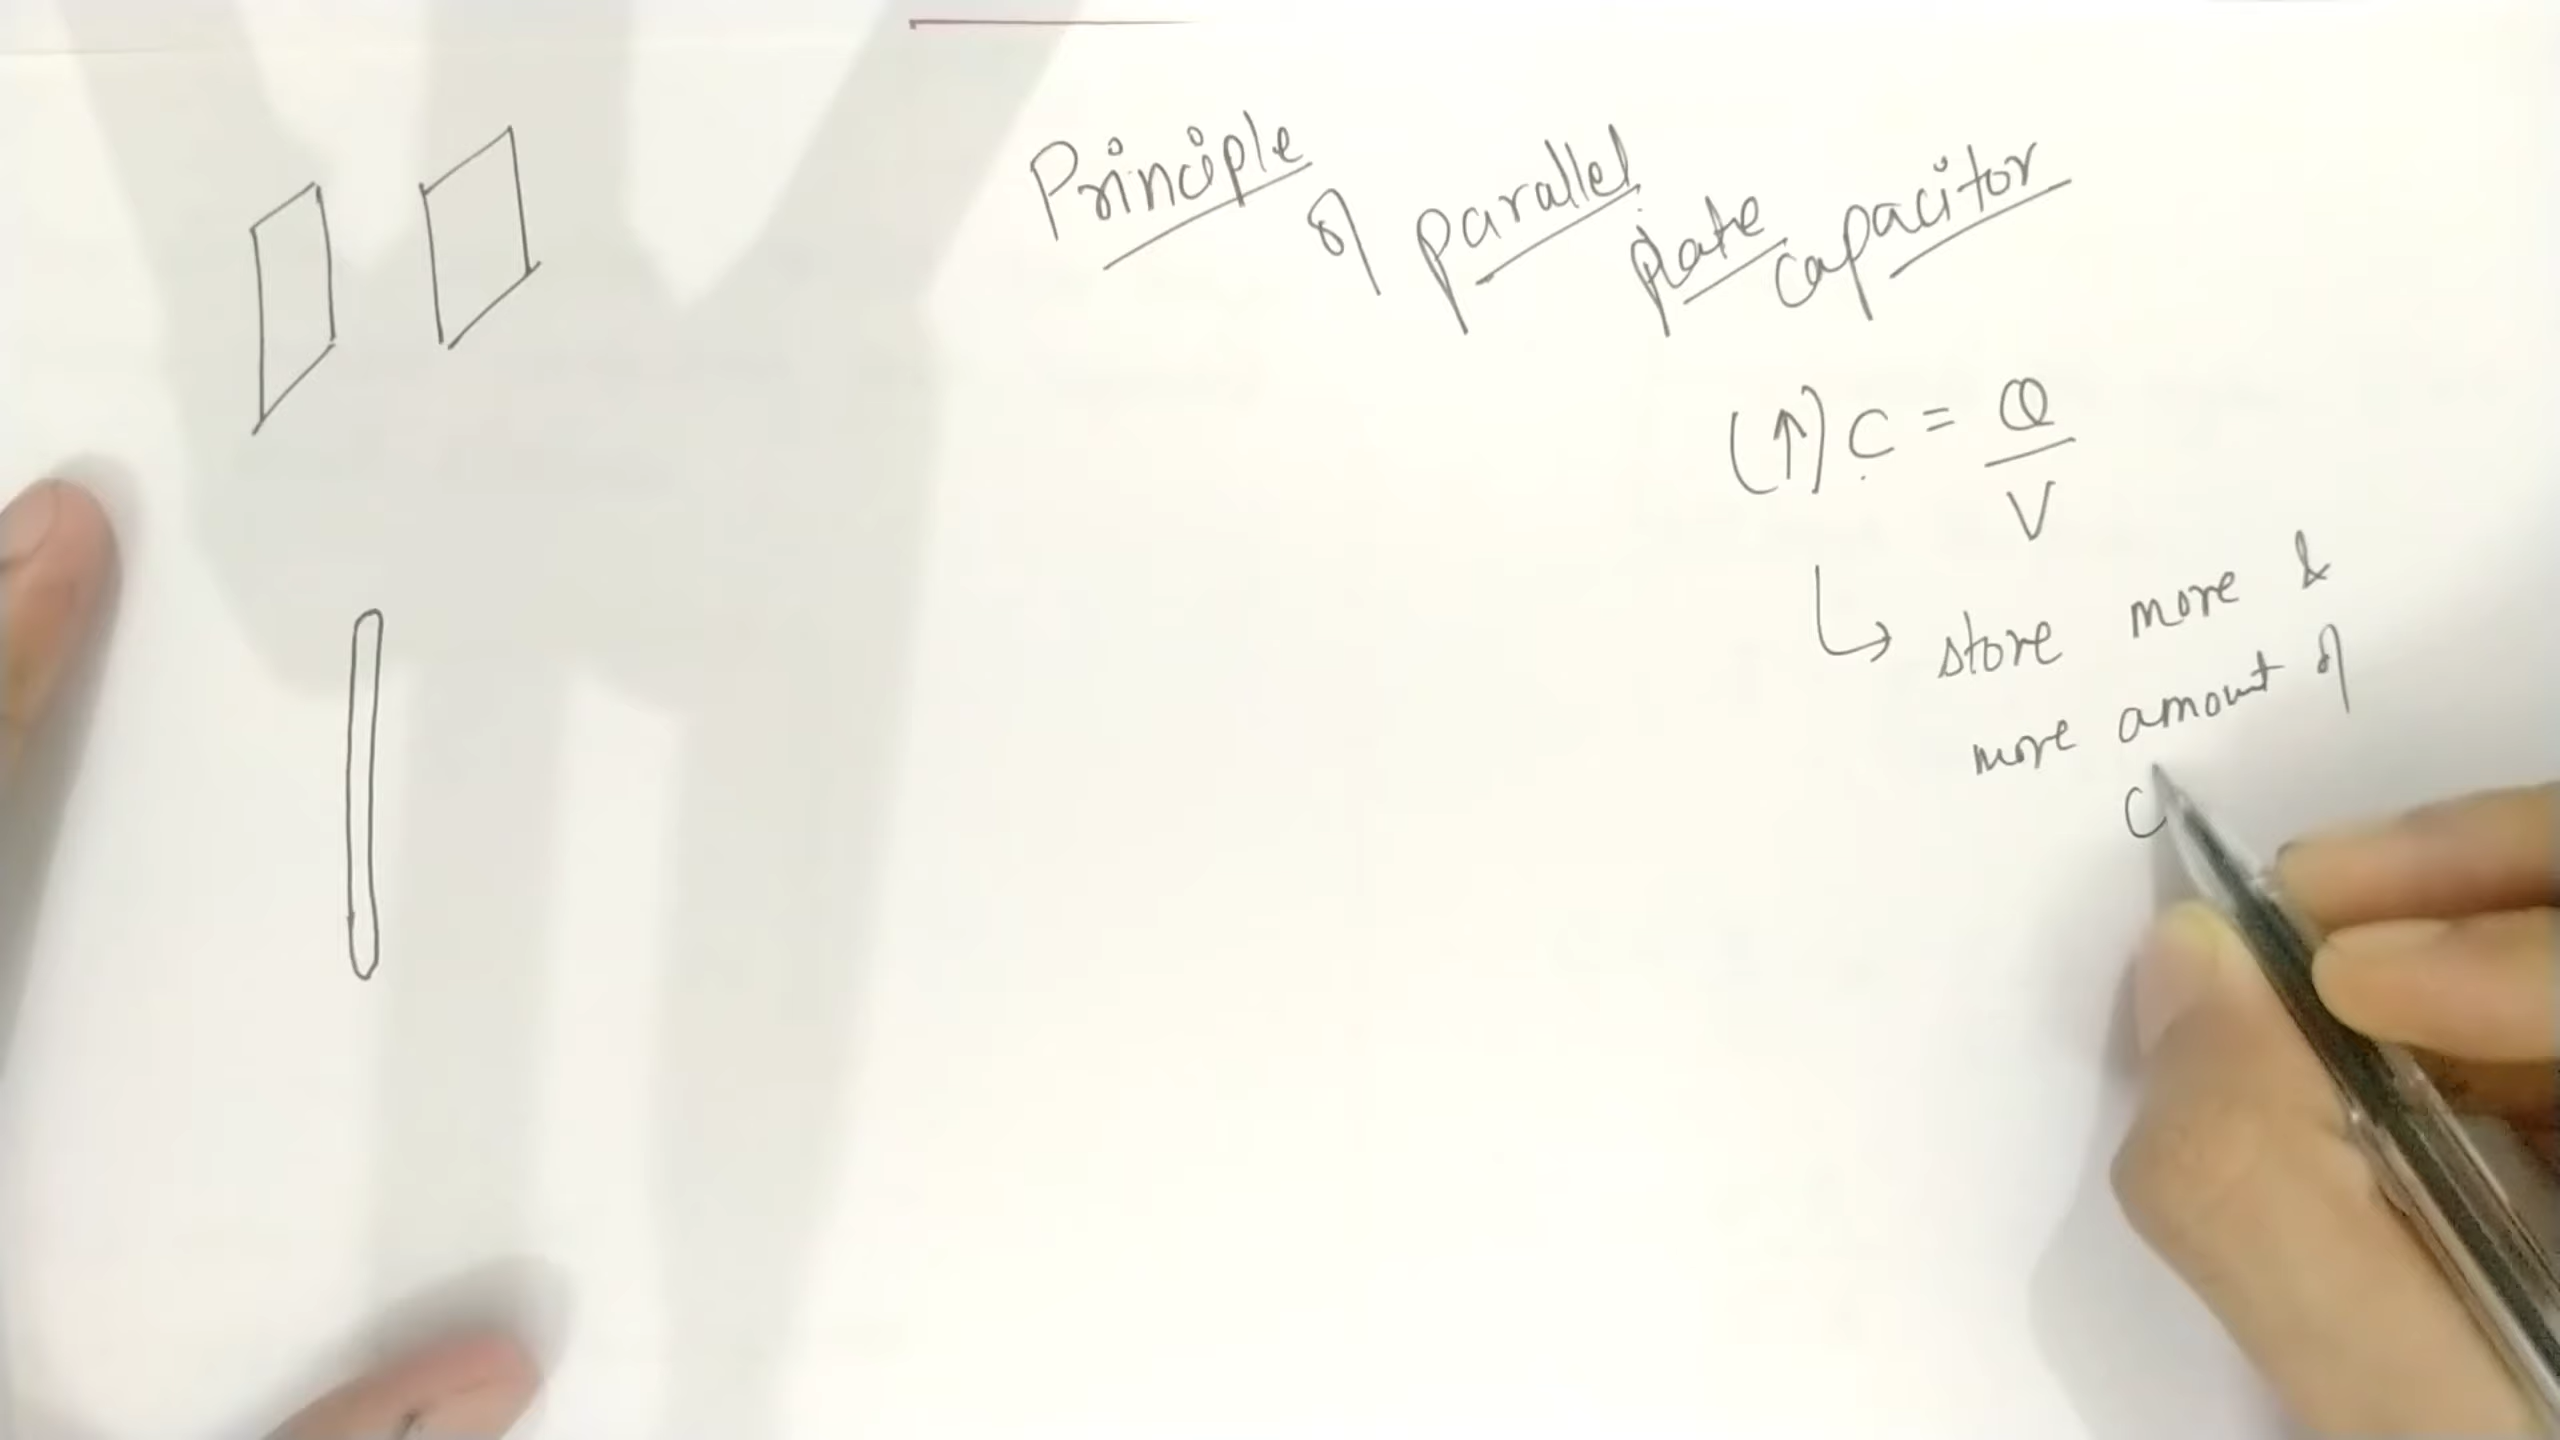 Principle of parallel plate capacitor
(↑) C = Q/V
↳ store more &
more amount of
C